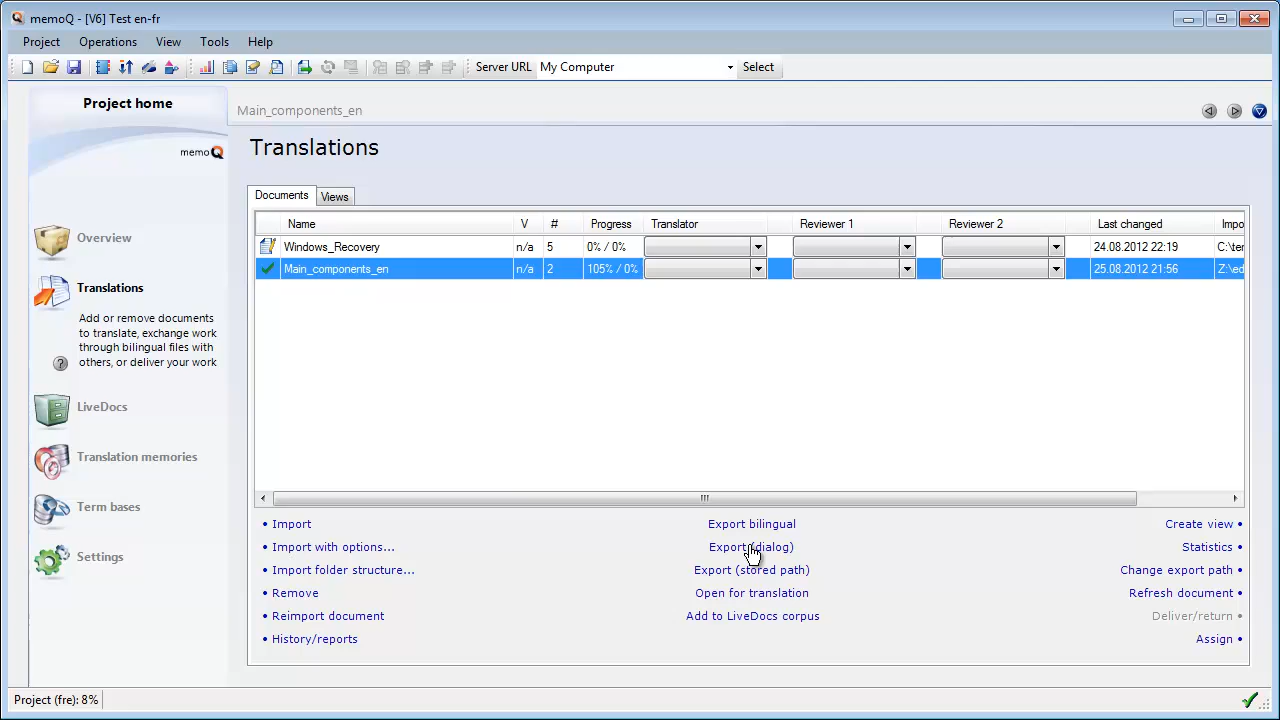 memoQ - [V6] Test en-fr
Project Operations View Tools Help
Server URL My Computer Select
Project home
Main_components_en
memoQ
Translations
Documents Views
Name V # Progress Translator Reviewer 1 Reviewer 2 Last changed Impo
Windows_Recovery n/a 5 0% / 0% 24.08.2012 22:19 C:\ter
Main_components_en n/a 2 105% / 0% 25.08.2012 21:56 Z:\ed
Overview
Translations
Add or remove documents
to translate, exchange work
through bilingual files with
others, or deliver your work
?
LiveDocs
Translation memories
Term bases
Settings
• Import
• Import with options...
• Import folder structure...
• Remove
• Reimport document
• History/reports
Export bilingual
Export (dialog)
Export (stored path)
Open for translation
Add to LiveDocs corpus
Create view •
Statistics •
Change export path •
Refresh document •
Deliver/return •
Assign •
Project (fre): 8%